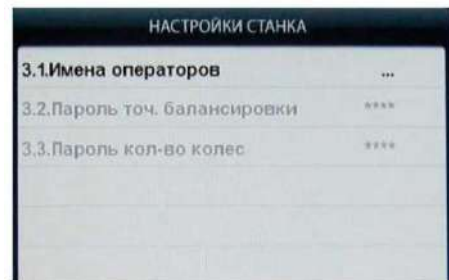 НАСТРОЙКИ СТАНКА
3.1.Имена операторов ...
3.2.Пароль точ. балансировки ****
3.3.Пароль кол-во колес ****